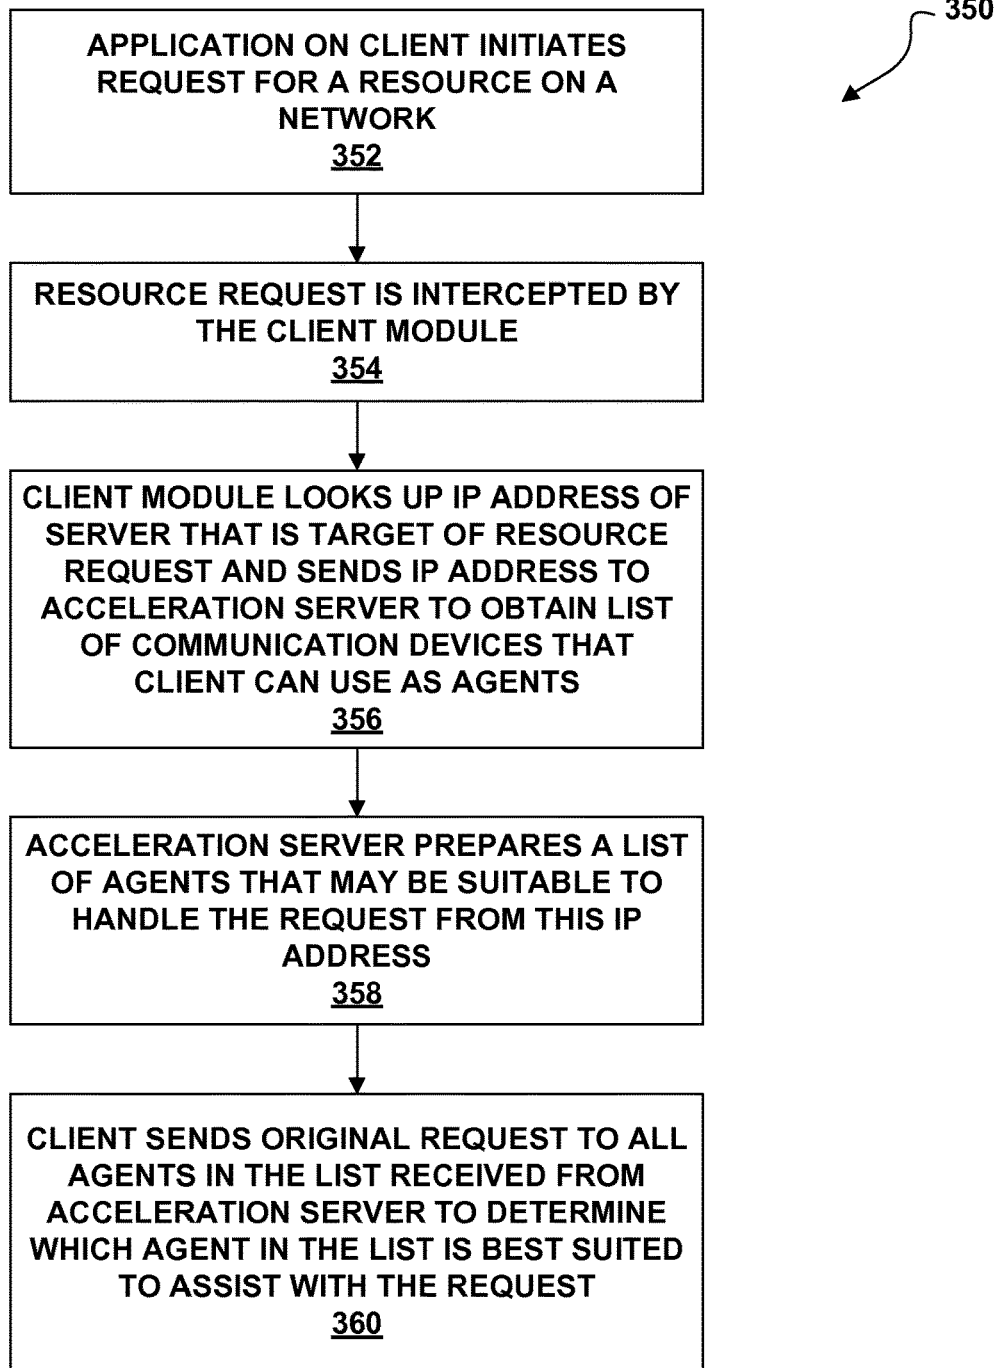 350
APPLICATION ON CLIENT INITIATES
REQUEST FOR A RESOURCE ON A
NETWORK
352
RESOURCE REQUEST IS INTERCEPTED BY
THE CLIENT MODULE
354
CLIENT MODULE LOOKS UP IP ADDRESS OF
SERVER THAT IS TARGET OF RESOURCE
REQUEST AND SENDS IP ADDRESS TO
ACCELERATION SERVER TO OBTAIN LIST
OF COMMUNICATION DEVICES THAT
CLIENT CAN USE AS AGENTS
356
ACCELERATION SERVER PREPARES A LIST
OF AGENTS THAT MAY BE SUITABLE TO
HANDLE THE REQUEST FROM THIS IP
ADDRESS
358
CLIENT SENDS ORIGINAL REQUEST TO ALL
AGENTS IN THE LIST RECEIVED FROM
ACCELERATION SERVER TO DETERMINE
WHICH AGENT IN THE LIST IS BEST SUITED
TO ASSIST WITH THE REQUEST
360